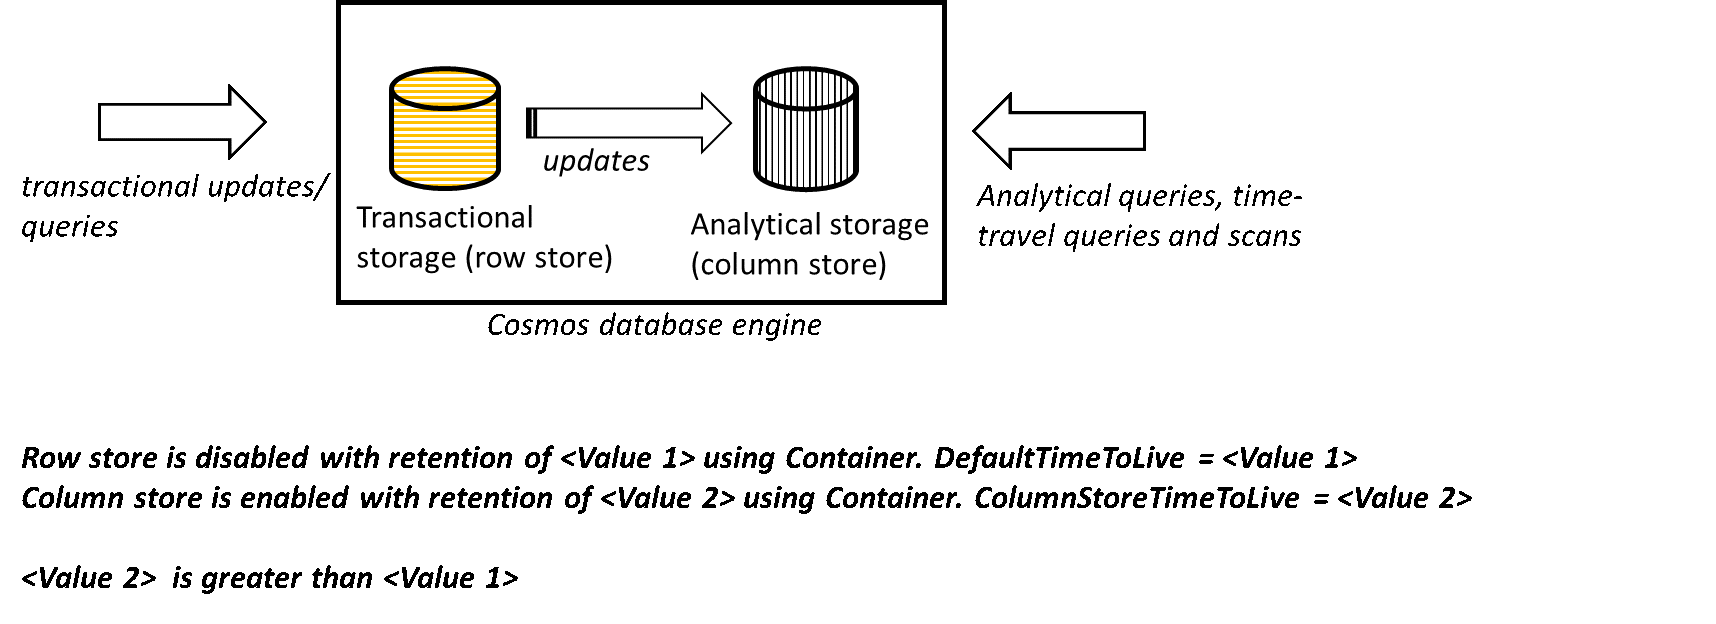 transactional updates/
queries
updates
Transactional
storage (row store)
Analytical storage
(column store)
Analytical queries, time-
travel queries and scans
Cosmos database engine
Row store is disabled with retention of <Value 1> using Container. DefaultTimeToLive = <Value 1>
Column store is enabled with retention of <Value 2> using Container. ColumnStoreTimeToLive = <Value 2>
<Value 2> is greater than <Value 1>